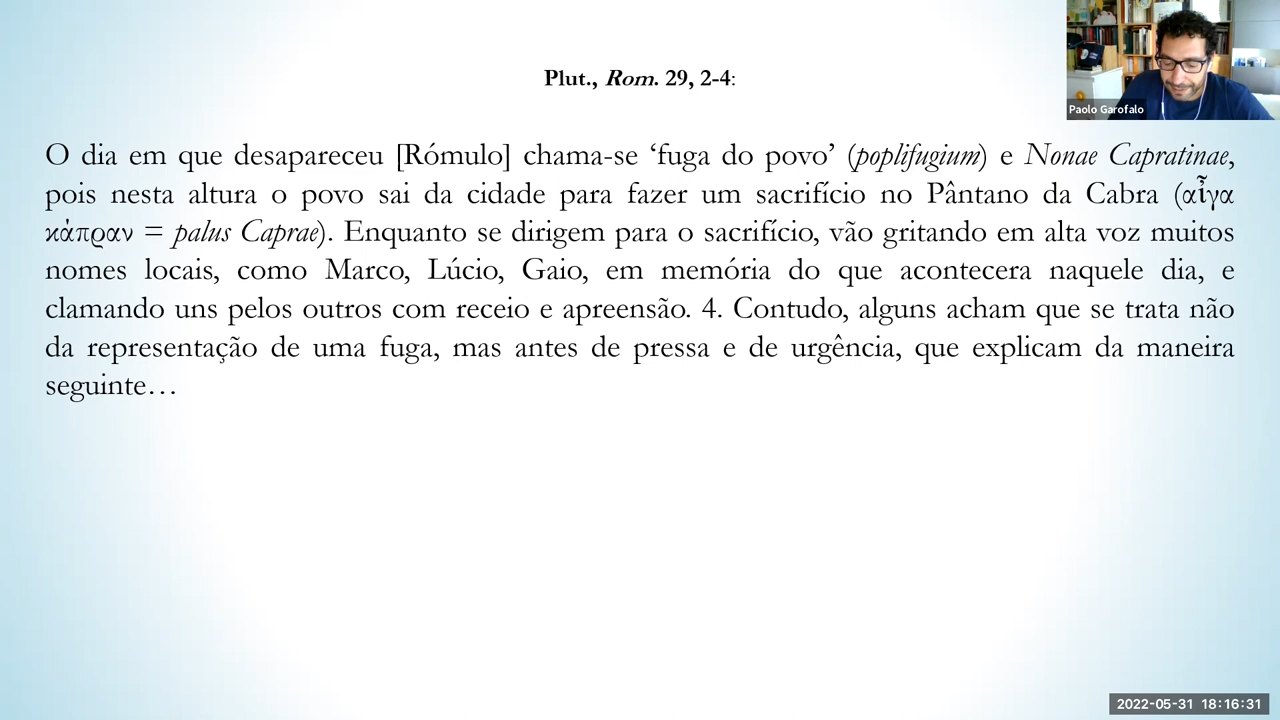 Plut., Rom. 29, 2-4:
Paolo Garofalo
O dia em que desapareceu [Rómulo] chama-se ‘fuga do povo’ (poplifugium) e Nonae Capratinae,
pois nesta altura o povo sai da cidade para fazer um sacrifício no Pântano da Cabra (αἶγα
κάπραν = palus Caprae). Enquanto se dirigem para o sacrifício, vão gritando em alta voz muitos
nomes locais, como Marco, Lúcio, Gaio, em memória do que acontecera naquele dia, e
clamando uns pelos outros com receio e apreensão. 4. Contudo, alguns acham que se trata não
da representação de uma fuga, mas antes de pressa e de urgência, que explicam da maneira
seguinte…
2022-05-31 18:16:31